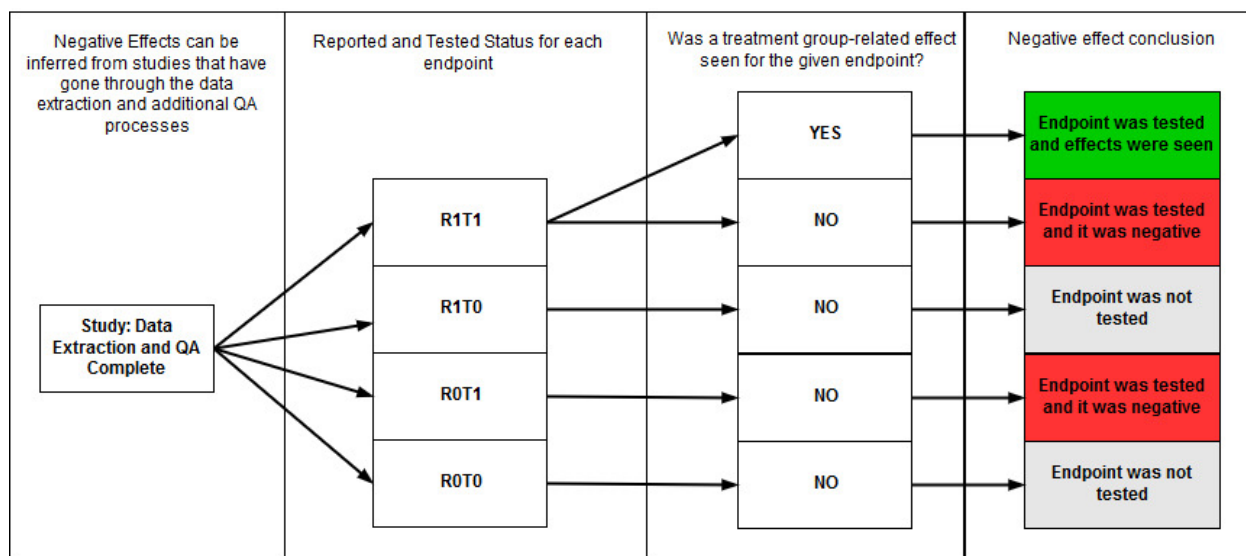 Negative Effects can be
inferred from studies that have
gone through the data
extraction and additional QA
processes
Reported and Tested Status for each
endpoint
Was a treatment group-related effect
seen for the given endpoint?
Negative effect conclusion
Study: Data
Extraction and QA
Complete
R1T1
R1T0
R0T1
R0T0
YES
NO
NO
NO
NO
Endpoint was tested
and effects were seen
Endpoint was tested
and it was negative
Endpoint was not
tested
Endpoint was tested
and it was negative
Endpoint was not
tested